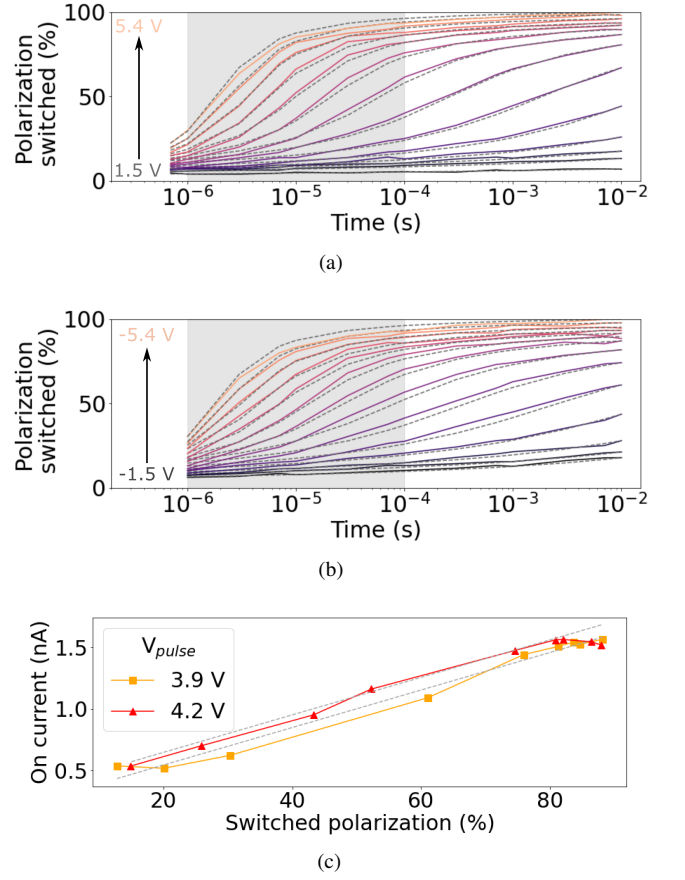 100
5.4 V
Polarization
switched (%)
50
1.5 V
0
10⁻⁶ 10⁻⁵ 10⁻⁴ 10⁻³ 10⁻²
Time (s)
(a)
100
-5.4 V
Polarization
switched (%)
50
-1.5 V
0
10⁻⁶ 10⁻⁵ 10⁻⁴ 10⁻³ 10⁻²
Time (s)
(b)
On current (nA)
1.5
1.0
0.5
V_pulse
3.9 V
4.2 V
20 40 60 80
Switched polarization (%)
(c)